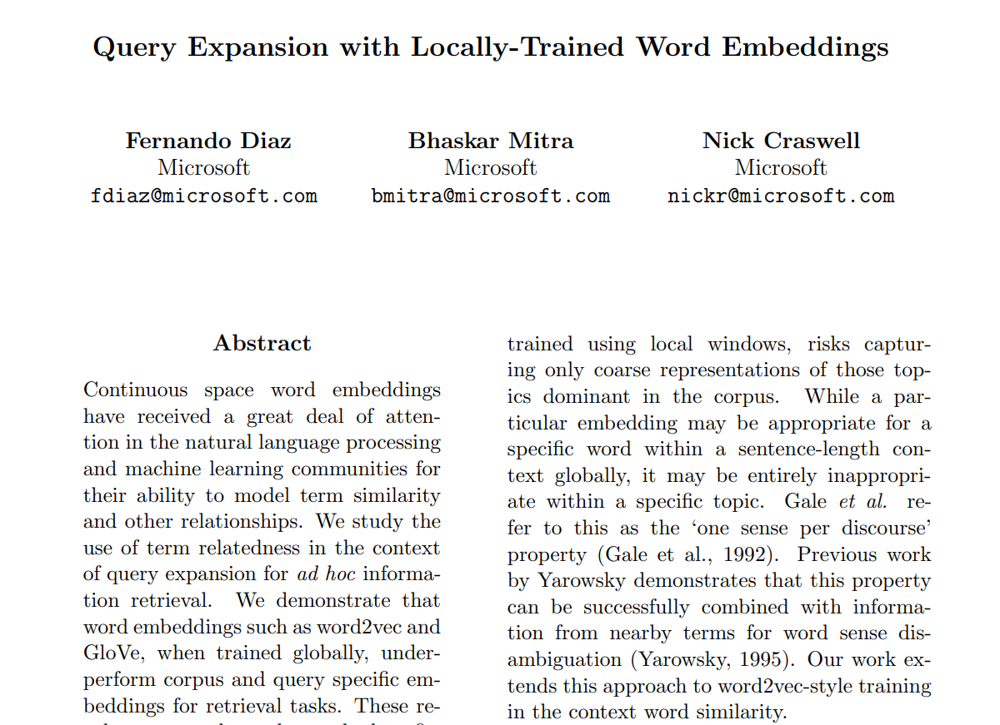 Query Expansion with Locally-Trained Word Embeddings
Fernando Diaz
Microsoft
fdiaz@microsoft.com
Bhaskar Mitra
Microsoft
bmitra@microsoft.com
Nick Craswell
Microsoft
nickr@microsoft.com
Abstract
Continuous space word embeddings
have received a great deal of atten-
tion in the natural language processing
and machine learning communities for
their ability to model term similarity
and other relationships. We study the
use of term relatedness in the context
of query expansion for ad hoc informa-
tion retrieval. We demonstrate that
word embeddings such as word2vec and
GloVe, when trained globally, under-
perform corpus and query specific em-
beddings for retrieval tasks. These re-
trained using local windows, risks captur-
ing only coarse representations of those top-
ics dominant in the corpus. While a par-
ticular embedding may be appropriate for a
specific word within a sentence-length con-
text globally, it may be entirely inappropri-
ate within a specific topic. Gale et al. re-
fer to this as the ‘one sense per discourse’
property (Gale et al., 1992). Previous work
by Yarowsky demonstrates that this property
can be successfully combined with informa-
tion from nearby terms for word sense dis-
ambiguation (Yarowsky, 1995). Our work ex-
tends this approach to word2vec-style training
in the context word similarity.